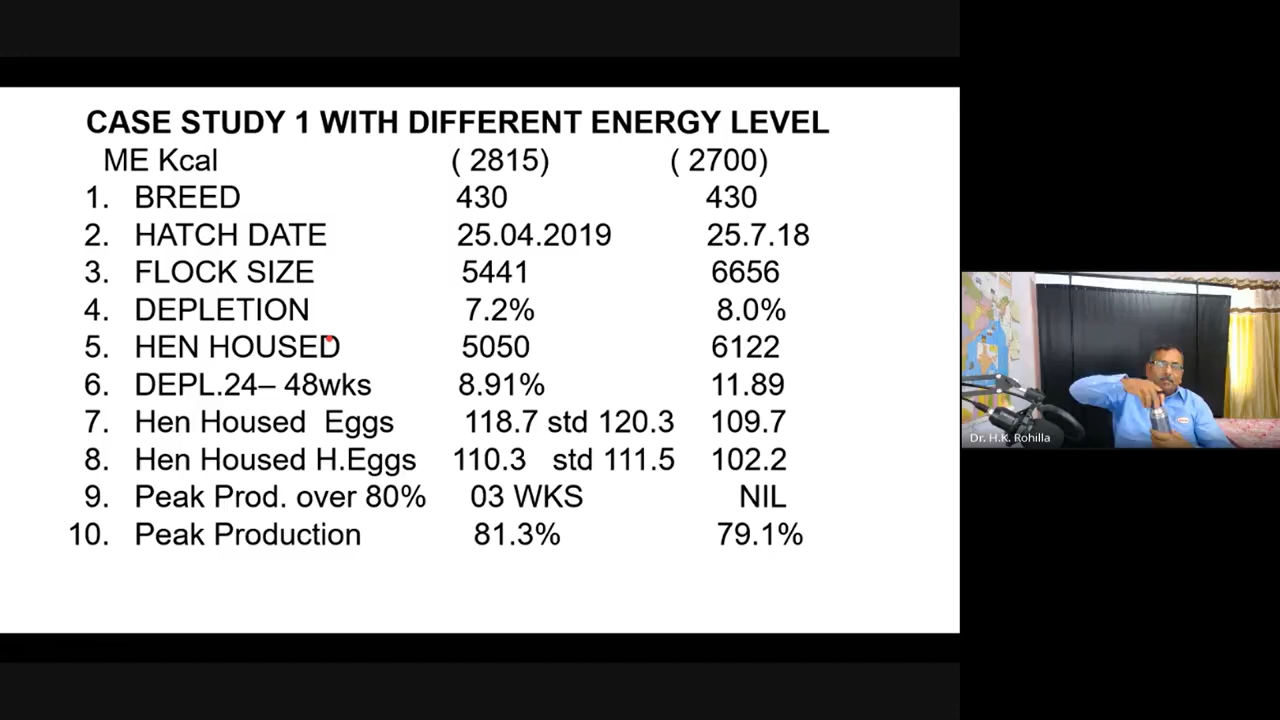 CASE STUDY 1 WITH DIFFERENT ENERGY LEVEL
ME Kcal ( 2815) ( 2700)
1. BREED 430 430
2. HATCH DATE 25.04.2019 25.7.18
3. FLOCK SIZE 5441 6656
4. DEPLETION 7.2% 8.0%
5. HEN HOUSED 5050 6122
6. DEPL.24– 48wks 8.91% 11.89
7. Hen Housed Eggs 118.7 std 120.3 109.7
8. Hen Housed H.Eggs 110.3 std 111.5 102.2
9. Peak Prod. over 80% 03 WKS NIL
10. Peak Production 81.3% 79.1%
Dr. H.K. Rohilla